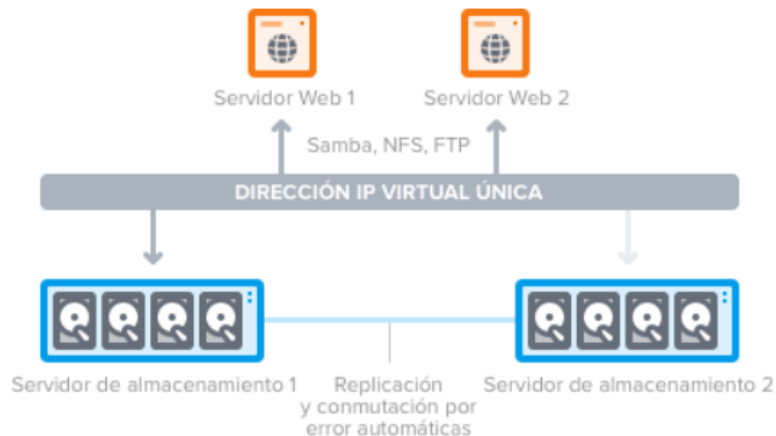 Servidor Web 1
Servidor Web 2
Samba, NFS, FTP
DIRECCIÓN IP VIRTUAL ÚNICA
Servidor de almacenamiento 1
Replicación
y conmutación por
error automáticas
Servidor de almacenamiento 2